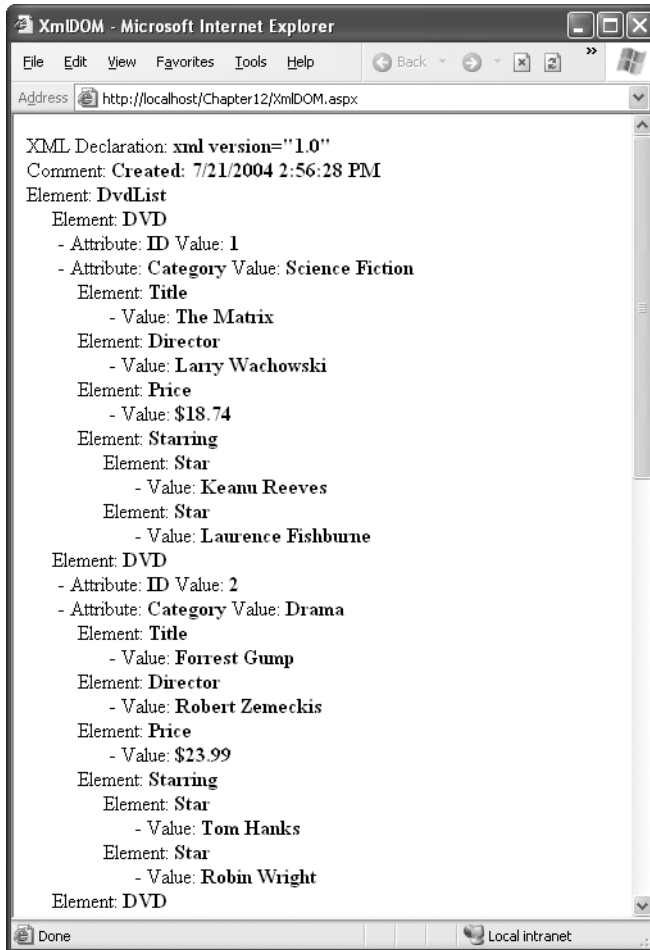 XmlDOM - Microsoft Internet Explorer
File Edit View Favorites Tools Help Back »
Address http://localhost/Chapter12/XmlDOM.aspx
XML Declaration: xml version="1.0"
Comment: Created: 7/21/2004 2:56:28 PM
Element: DvdList
Element: DVD
- Attribute: ID Value: 1
- Attribute: Category Value: Science Fiction
Element: Title
- Value: The Matrix
Element: Director
- Value: Larry Wachowski
Element: Price
- Value: $18.74
Element: Starring
Element: Star
- Value: Keanu Reeves
Element: Star
- Value: Laurence Fishburne
Element: DVD
- Attribute: ID Value: 2
- Attribute: Category Value: Drama
Element: Title
- Value: Forrest Gump
Element: Director
- Value: Robert Zemeckis
Element: Price
- Value: $23.99
Element: Starring
Element: Star
- Value: Tom Hanks
Element: Star
- Value: Robin Wright
Element: DVD
Done Local intranet